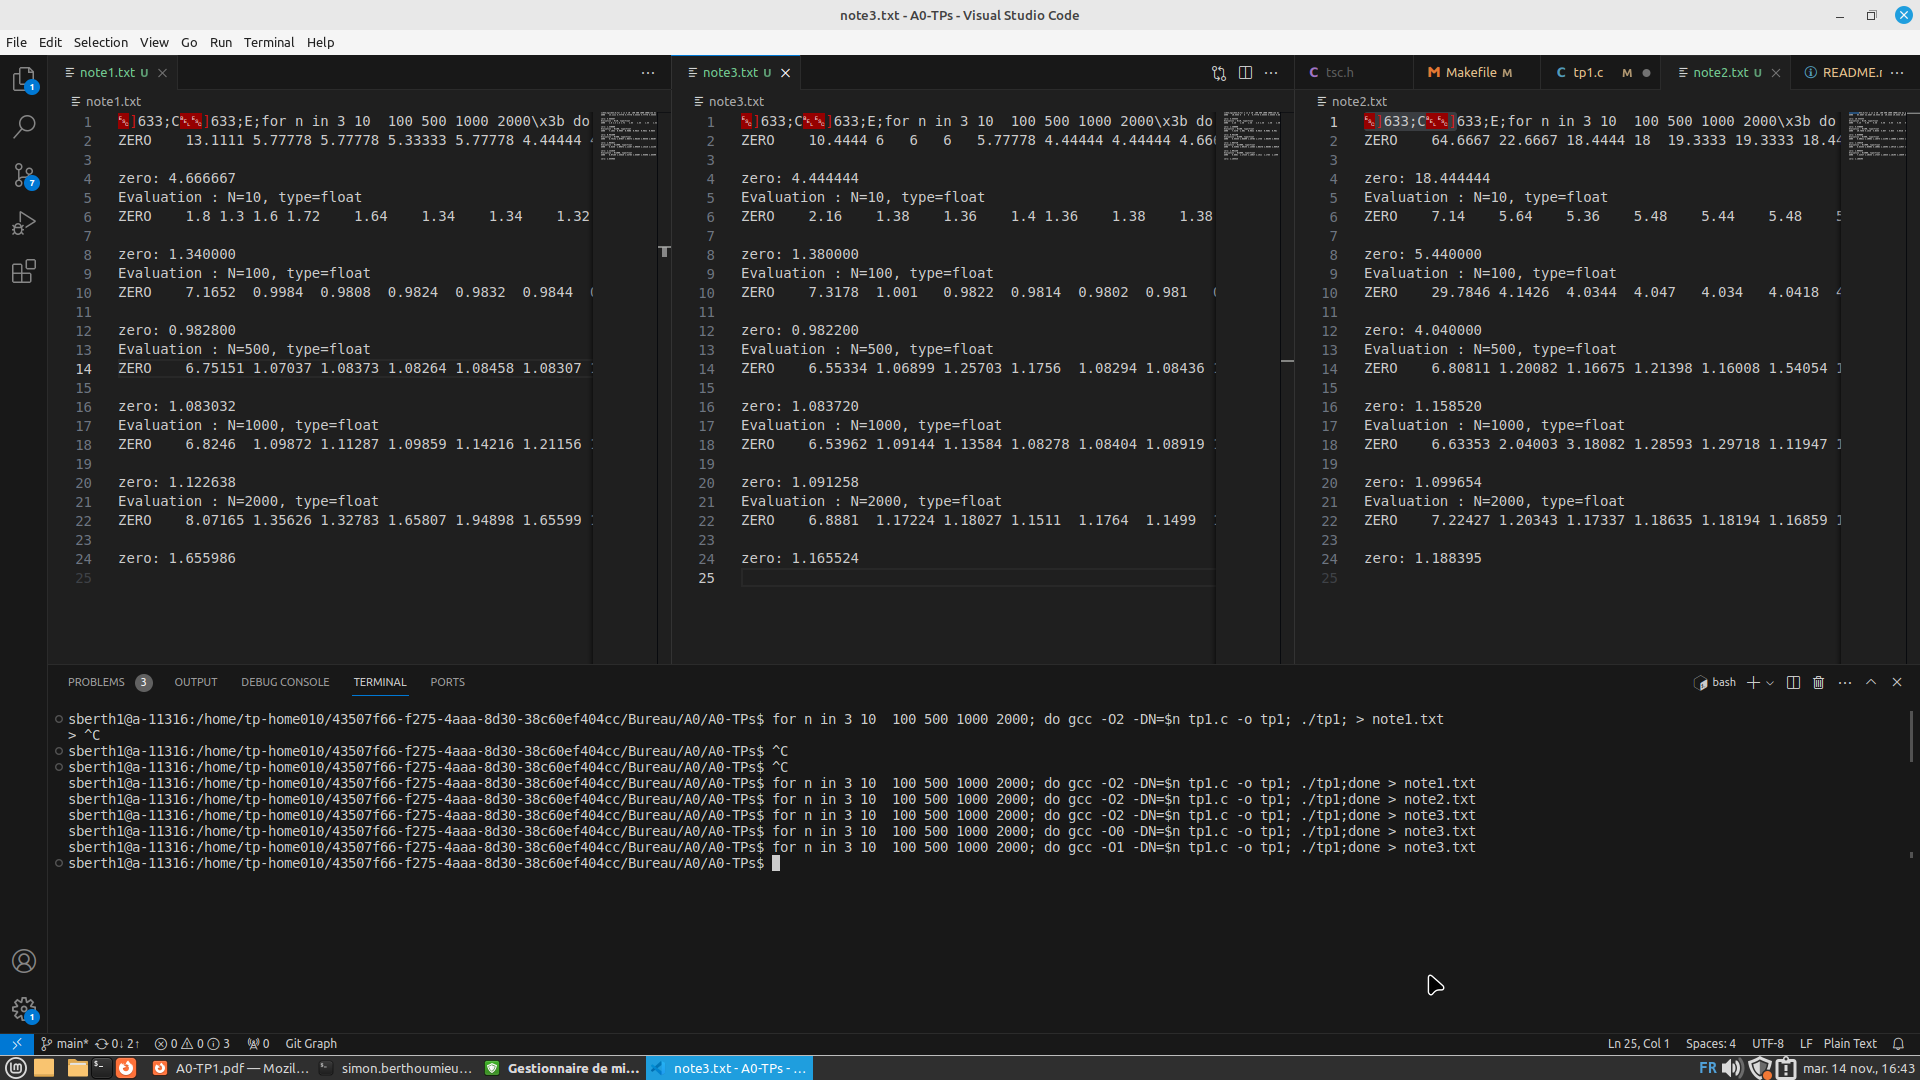 note3.txt - A0-TPs - Visual Studio Code
File Edit Selection View Go Run Terminal Help
note1.txt U
note3.txt U
tsc.h
Makefile M
tp1.c M
note2.txt U
README.r
note1.txt
1 ]633;C ]633;E;for n in 3 10  100 500 1000 2000\x3b do
2 ZERO 13.1111 5.77778 5.77778 5.33333 5.77778 4.44444
3
4 zero: 4.666667
5 Evaluation : N=10, type=float
6 ZERO 1.8 1.3 1.6 1.72 1.64 1.34 1.34 1.32
7
8 zero: 1.340000
9 Evaluation : N=100, type=float
10 ZERO 7.1652 0.9984 0.9808 0.9824 0.9832 0.9844
11
12 zero: 0.982800
13 Evaluation : N=500, type=float
14 ZERO 6.75151 1.07037 1.08373 1.08264 1.08458 1.08307
15
16 zero: 1.083032
17 Evaluation : N=1000, type=float
18 ZERO 6.8246 1.09872 1.11287 1.09859 1.14216 1.21156
19
20 zero: 1.122638
21 Evaluation : N=2000, type=float
22 ZERO 8.07165 1.35626 1.32783 1.65807 1.94898 1.65599
23
24 zero: 1.655986
25
note3.txt
1 ]633;C ]633;E;for n in 3 10  100 500 1000 2000\x3b do
2 ZERO 10.4444 6 6 6 5.77778 4.44444 4.44444 4.66
3
4 zero: 4.444444
5 Evaluation : N=10, type=float
6 ZERO 2.16 1.38 1.36 1.4 1.36 1.38 1.38
7
8 zero: 1.380000
9 Evaluation : N=100, type=float
10 ZERO 7.3178 1.001 0.9822 0.9814 0.9802 0.981
11
12 zero: 0.982200
13 Evaluation : N=500, type=float
14 ZERO 6.55334 1.06899 1.25703 1.1756 1.08294 1.08436
15
16 zero: 1.083720
17 Evaluation : N=1000, type=float
18 ZERO 6.53962 1.09144 1.13584 1.08278 1.08404 1.08919
19
20 zero: 1.091258
21 Evaluation : N=2000, type=float
22 ZERO 6.8881 1.17224 1.18027 1.1511 1.1764 1.1499
23
24 zero: 1.165524
25
note2.txt
1 ]633;C ]633;E;for n in 3 10  100 500 1000 2000\x3b do
2 ZERO 64.6667 22.6667 18.4444 18 19.3333 19.3333 18.44
3
4 zero: 18.444444
5 Evaluation : N=10, type=float
6 ZERO 7.14 5.64 5.36 5.48 5.44 5.48
7
8 zero: 5.440000
9 Evaluation : N=100, type=float
10 ZERO 29.7846 4.1426 4.0344 4.047 4.034 4.0418
11
12 zero: 4.040000
13 Evaluation : N=500, type=float
14 ZERO 6.80811 1.20082 1.16675 1.21398 1.16008 1.54054
15
16 zero: 1.158520
17 Evaluation : N=1000, type=float
18 ZERO 6.63353 2.04003 3.18082 1.28593 1.29718 1.11947
19
20 zero: 1.099654
21 Evaluation : N=2000, type=float
22 ZERO 7.22427 1.20343 1.17337 1.18635 1.18194 1.16859
23
24 zero: 1.188395
25
1
7
1
PROBLEMS 3 OUTPUT DEBUG CONSOLE TERMINAL PORTS
bash
sberth1@a-11316:/home/tp-home010/43507f66-f275-4aaa-8d30-38c60ef404cc/Bureau/A0/A0-TPs$ for n in 3 10  100 500 1000 2000; do gcc -O2 -DN=$n tp1.c -o tp1; ./tp1; > note1.txt
> ^C
sberth1@a-11316:/home/tp-home010/43507f66-f275-4aaa-8d30-38c60ef404cc/Bureau/A0/A0-TPs$ ^C
sberth1@a-11316:/home/tp-home010/43507f66-f275-4aaa-8d30-38c60ef404cc/Bureau/A0/A0-TPs$ ^C
sberth1@a-11316:/home/tp-home010/43507f66-f275-4aaa-8d30-38c60ef404cc/Bureau/A0/A0-TPs$ for n in 3 10  100 500 1000 2000; do gcc -O2 -DN=$n tp1.c -o tp1; ./tp1;done > note1.txt
sberth1@a-11316:/home/tp-home010/43507f66-f275-4aaa-8d30-38c60ef404cc/Bureau/A0/A0-TPs$ for n in 3 10  100 500 1000 2000; do gcc -O2 -DN=$n tp1.c -o tp1; ./tp1;done > note2.txt
sberth1@a-11316:/home/tp-home010/43507f66-f275-4aaa-8d30-38c60ef404cc/Bureau/A0/A0-TPs$ for n in 3 10  100 500 1000 2000; do gcc -O2 -DN=$n tp1.c -o tp1; ./tp1;done > note3.txt
sberth1@a-11316:/home/tp-home010/43507f66-f275-4aaa-8d30-38c60ef404cc/Bureau/A0/A0-TPs$ for n in 3 10  100 500 1000 2000; do gcc -O0 -DN=$n tp1.c -o tp1; ./tp1;done > note3.txt
sberth1@a-11316:/home/tp-home010/43507f66-f275-4aaa-8d30-38c60ef404cc/Bureau/A0/A0-TPs$ for n in 3 10  100 500 1000 2000; do gcc -O1 -DN=$n tp1.c -o tp1; ./tp1;done > note3.txt
sberth1@a-11316:/home/tp-home010/43507f66-f275-4aaa-8d30-38c60ef404cc/Bureau/A0/A0-TPs$
main* 0↓ 2↑ 0 0 3 0 Git Graph Ln 25, Col 1 Spaces: 4 UTF-8 LF Plain Text
A0-TP1.pdf — Mozil... simon.berthoumieu... Gestionnaire de mi... note3.txt - A0-TPs - ... FR mar. 14 nov., 16:43